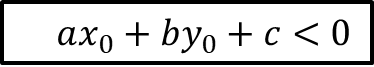 ax₀ + by₀ + c < 0